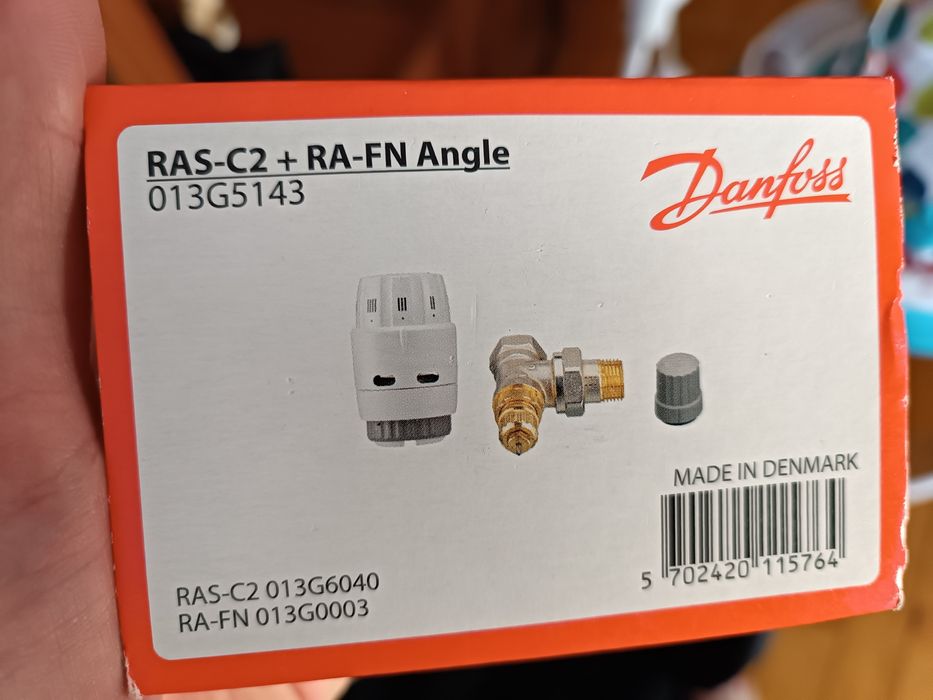 RAS-C2 + RA-FN Angle
013G5143
Danfoss
MADE IN DENMARK
5 702420 115764
RAS-C2 013G6040
RA-FN 013G0003